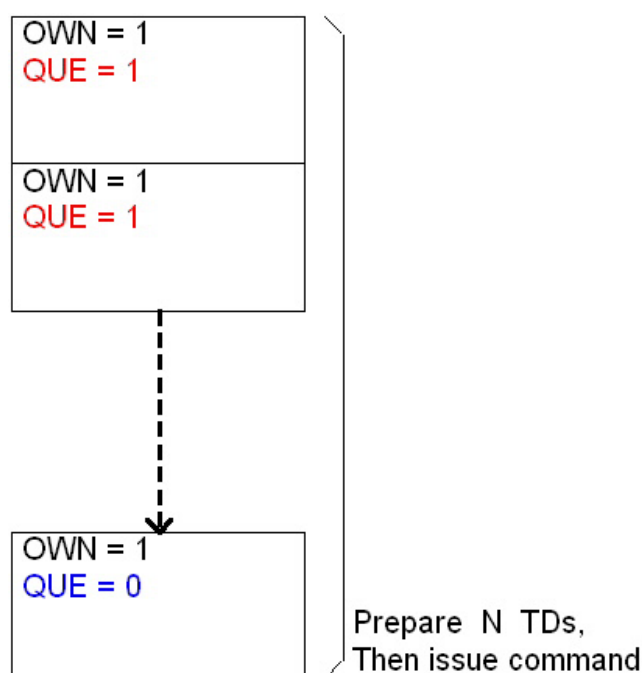 OWN = 1
QUE = 1
OWN = 1
QUE = 1
OWN = 1
QUE = 0
Prepare N TDs,
Then issue command